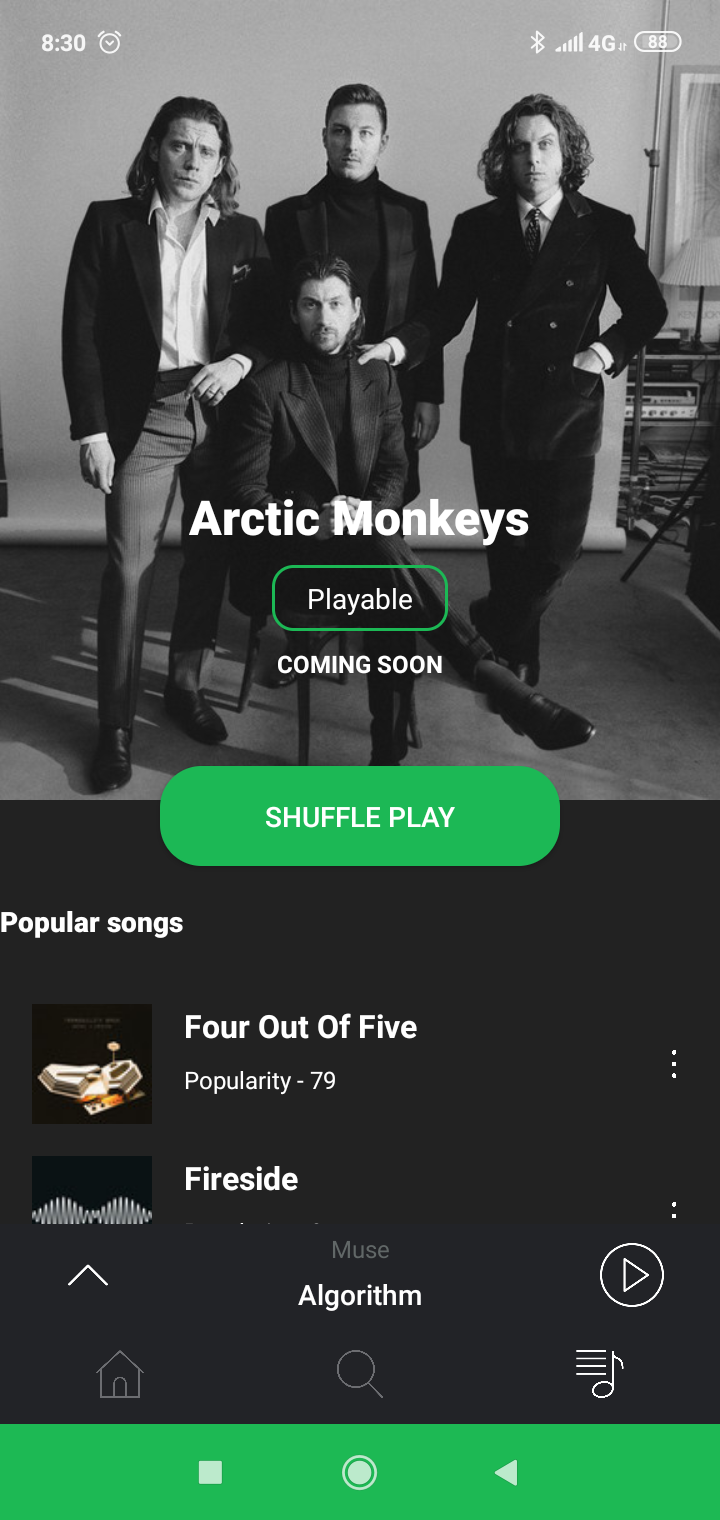 8:30 4G 88
Arctic Monkeys
Playable
COMING SOON
SHUFFLE PLAY
Popular songs
Four Out Of Five
Popularity - 79
Fireside
Muse
Algorithm